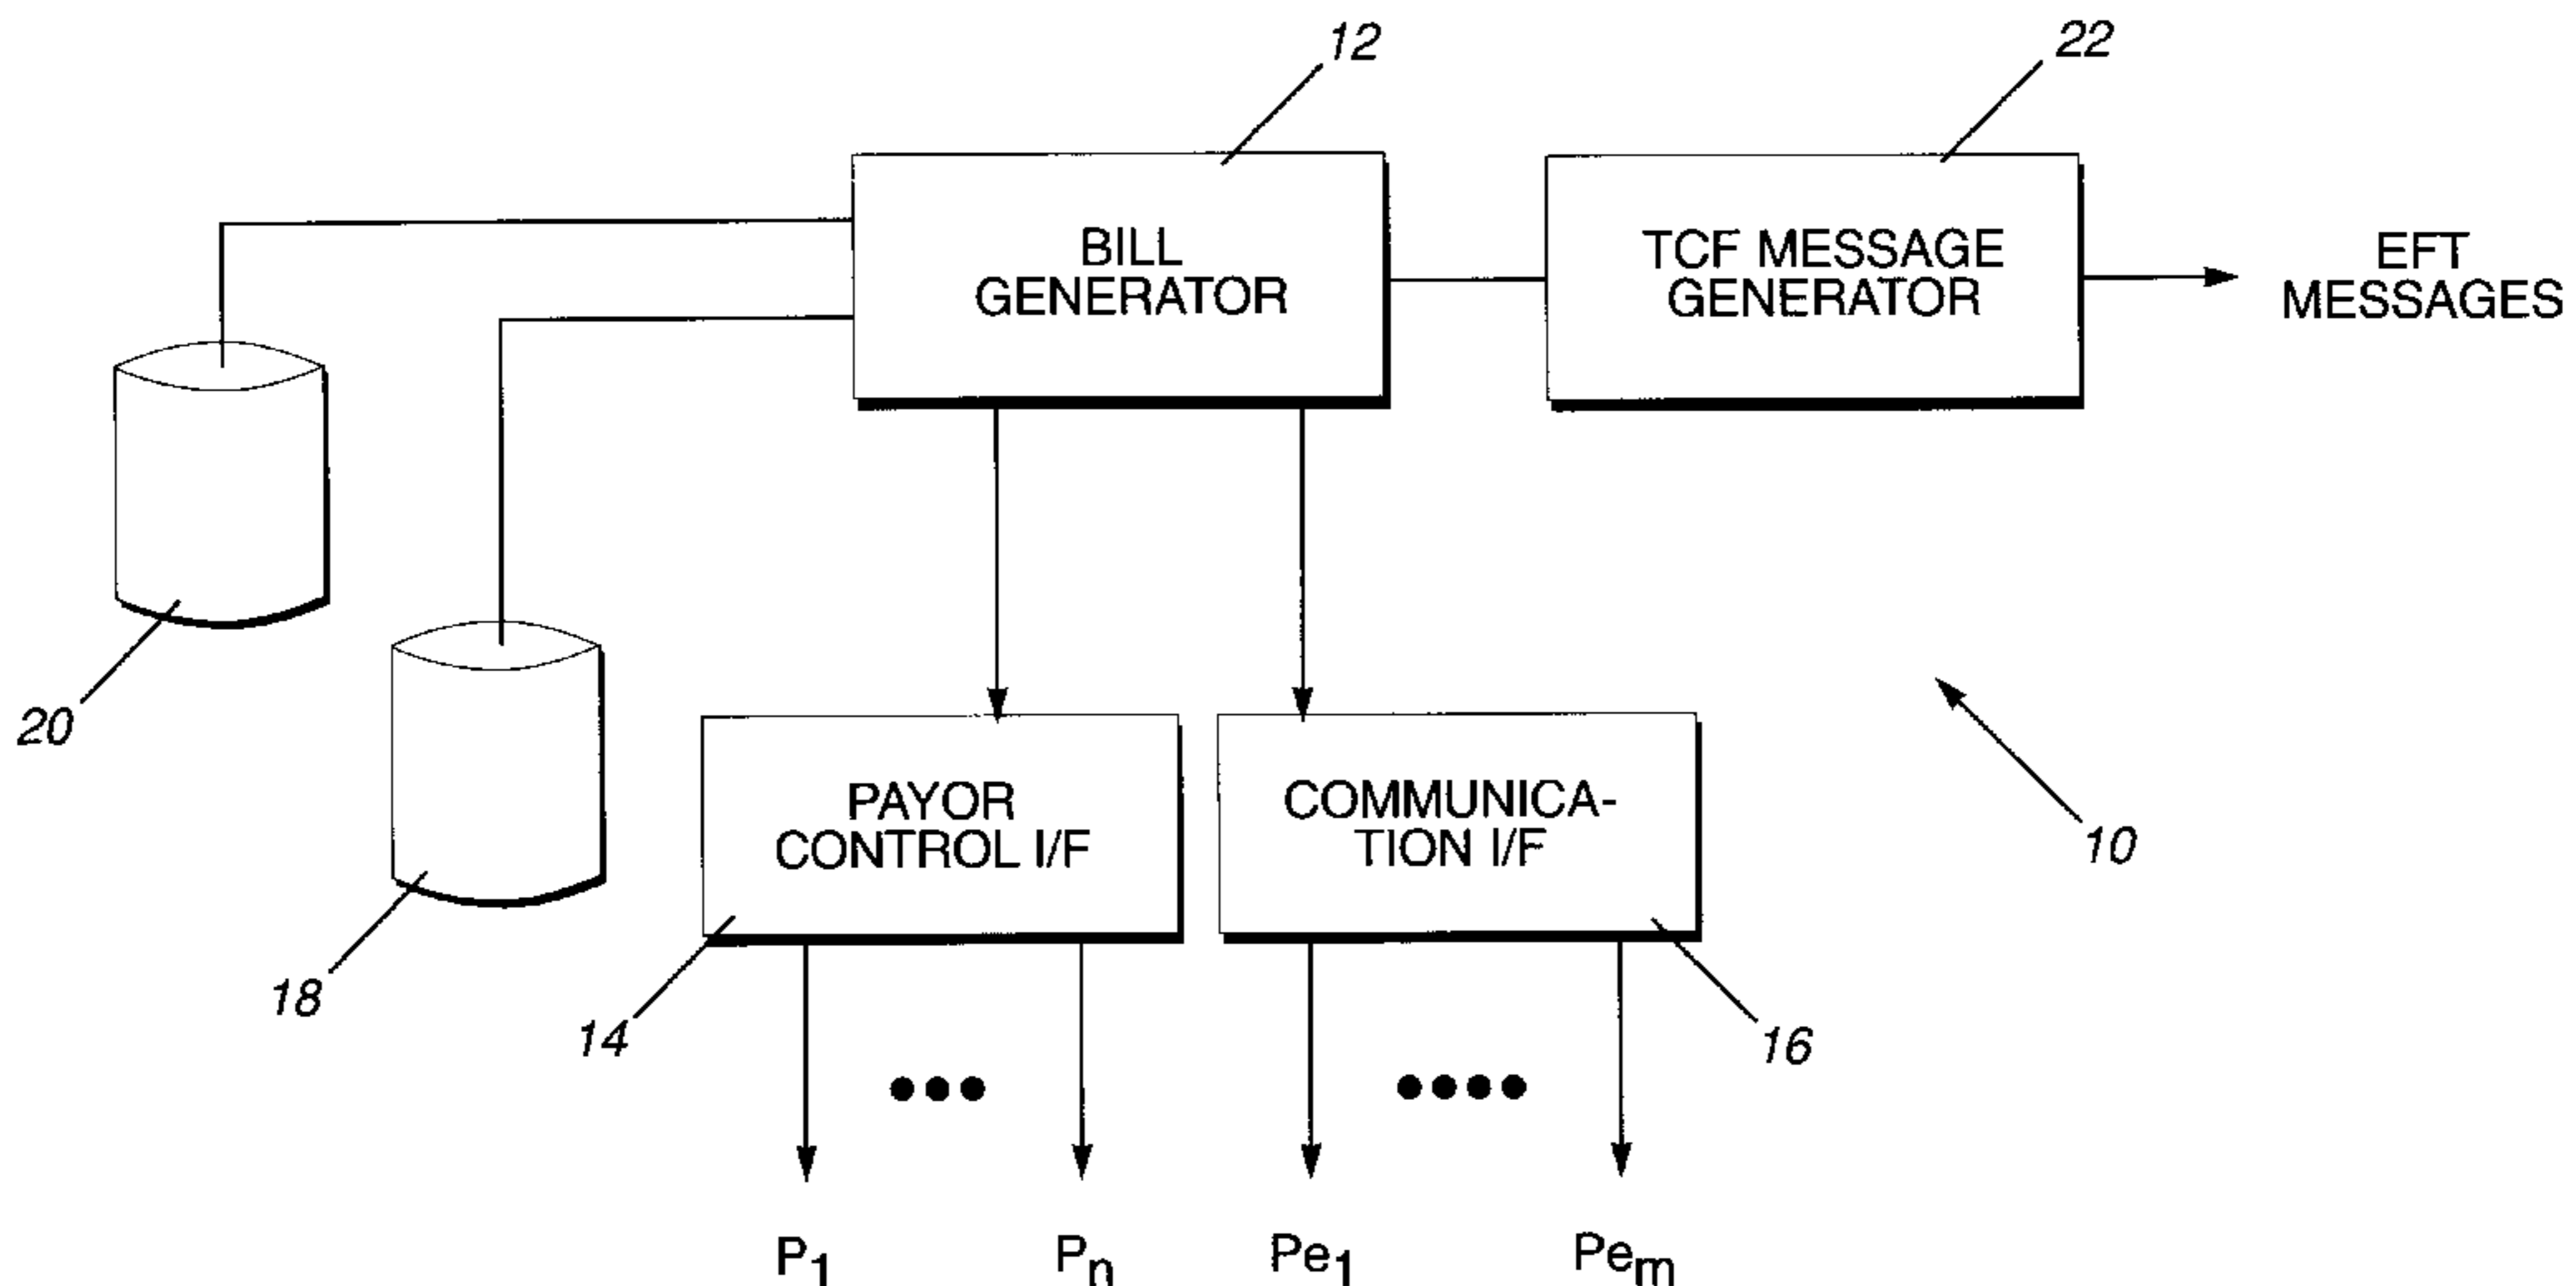 12
22
BILL
GENERATOR
TCF MESSAGE
GENERATOR
EFT
MESSAGES
20
18
PAYOR
CONTROL I/F
COMMUNICA-
TION I/F
10
14
16
P1
Pn
Pe1
Pem